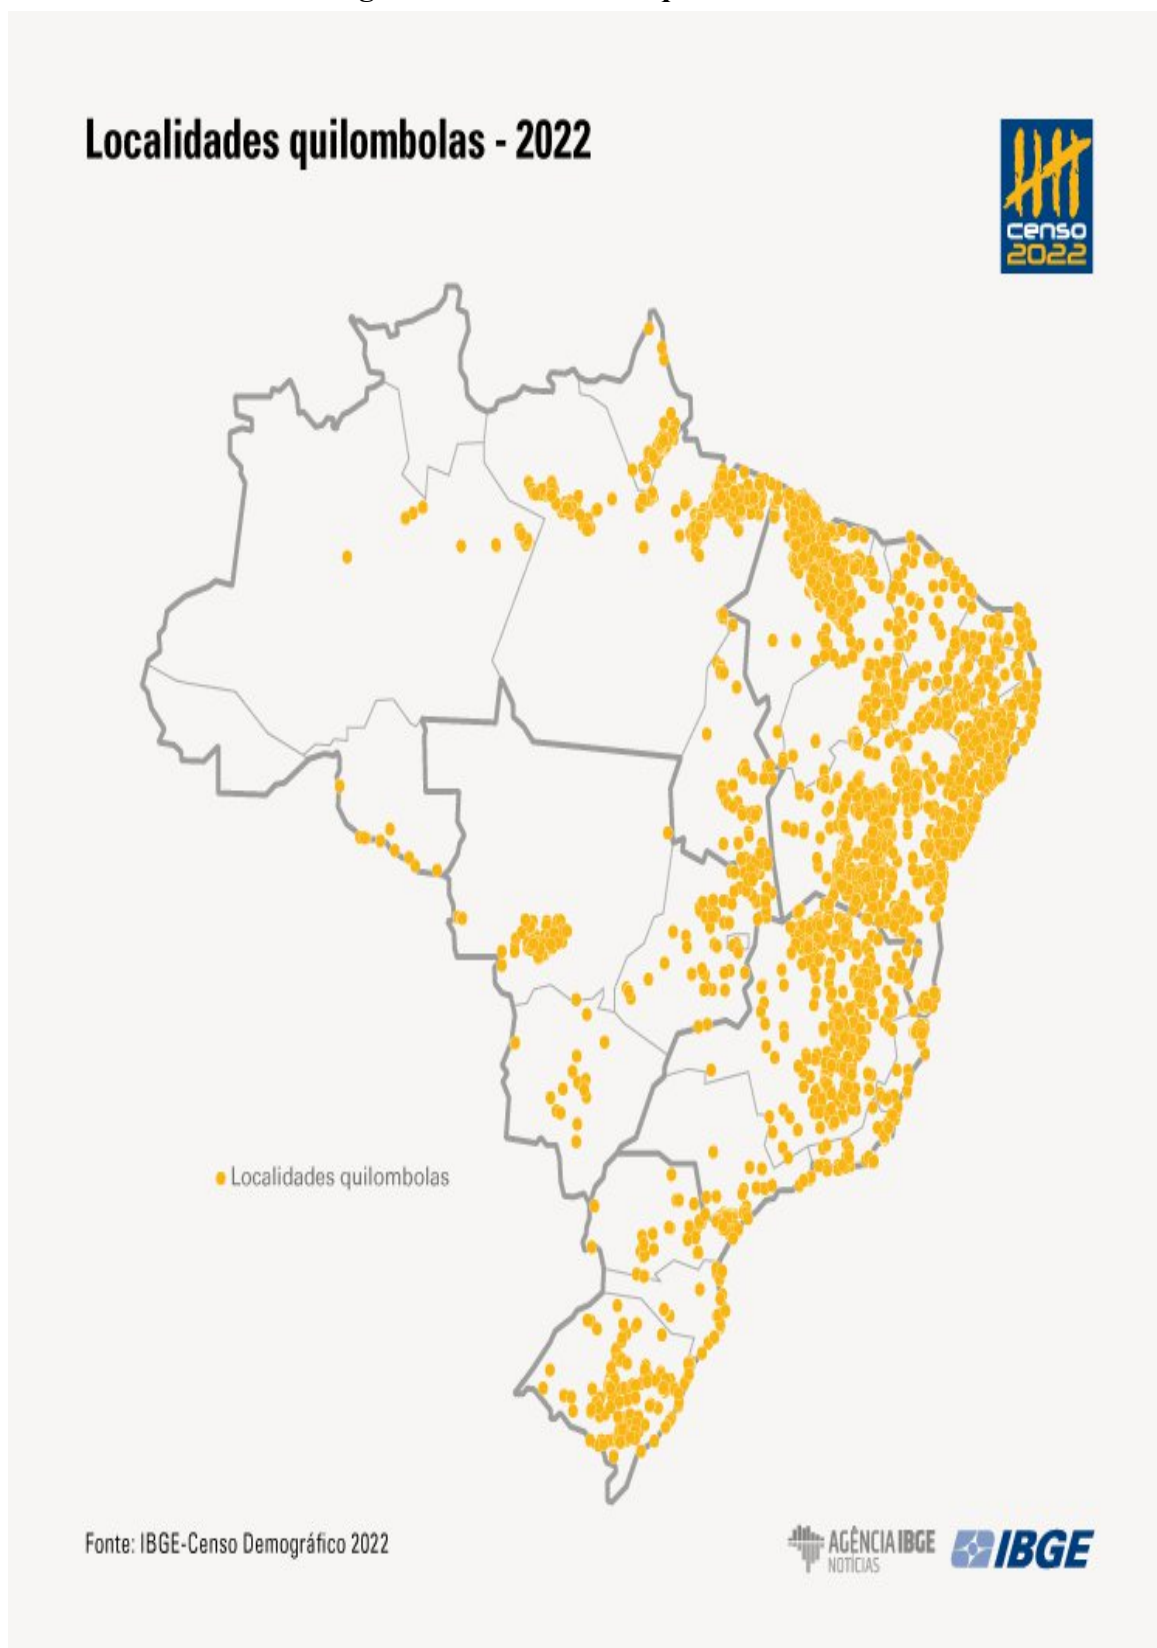 Localidades quilombolas - 2022
censo
2022
Localidades quilombolas
Fonte: IBGE-Censo Demográfico 2022
AGÊNCIA IBGE
NOTÍCIAS
IBGE